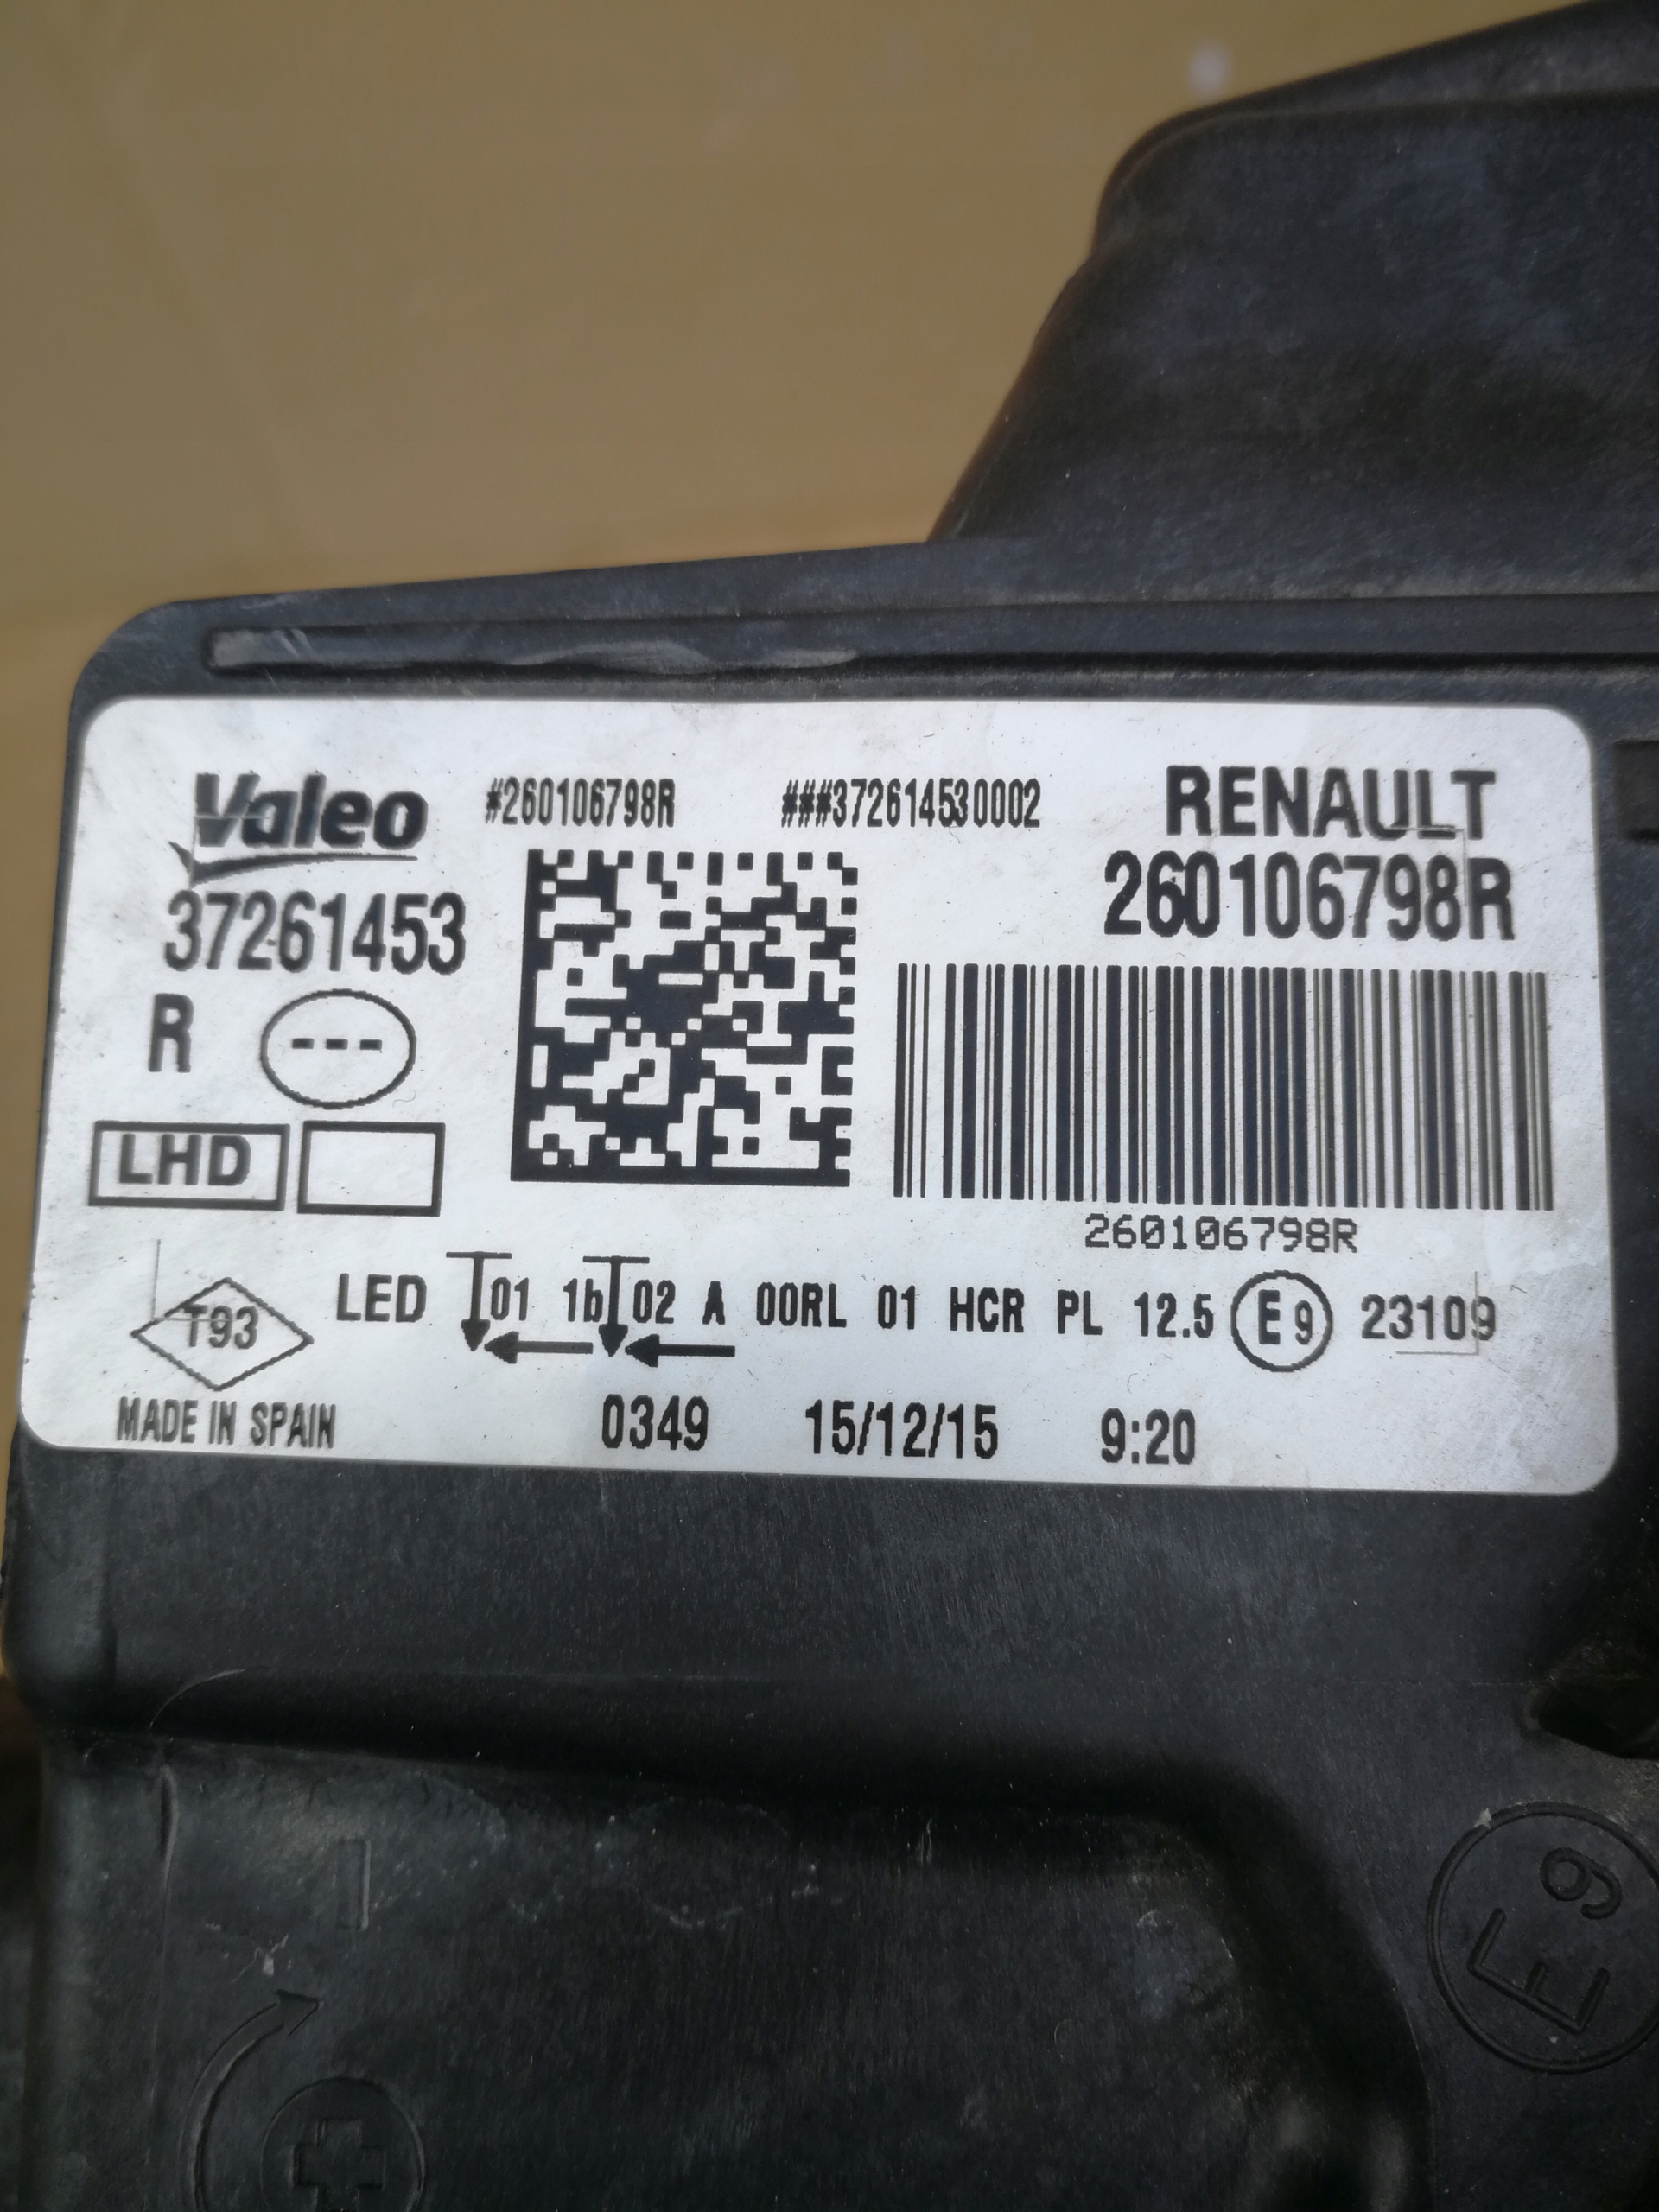 Valeo #260106798R ###372614530002 RENAULT
37261453 260106798R
R ---
LHD
260106798R
T93 LED 01 1b 02 A 00RL 01 HCR PL 12.5 E9 23109
MADE IN SPAIN 0349 15/12/15 9:20
E9